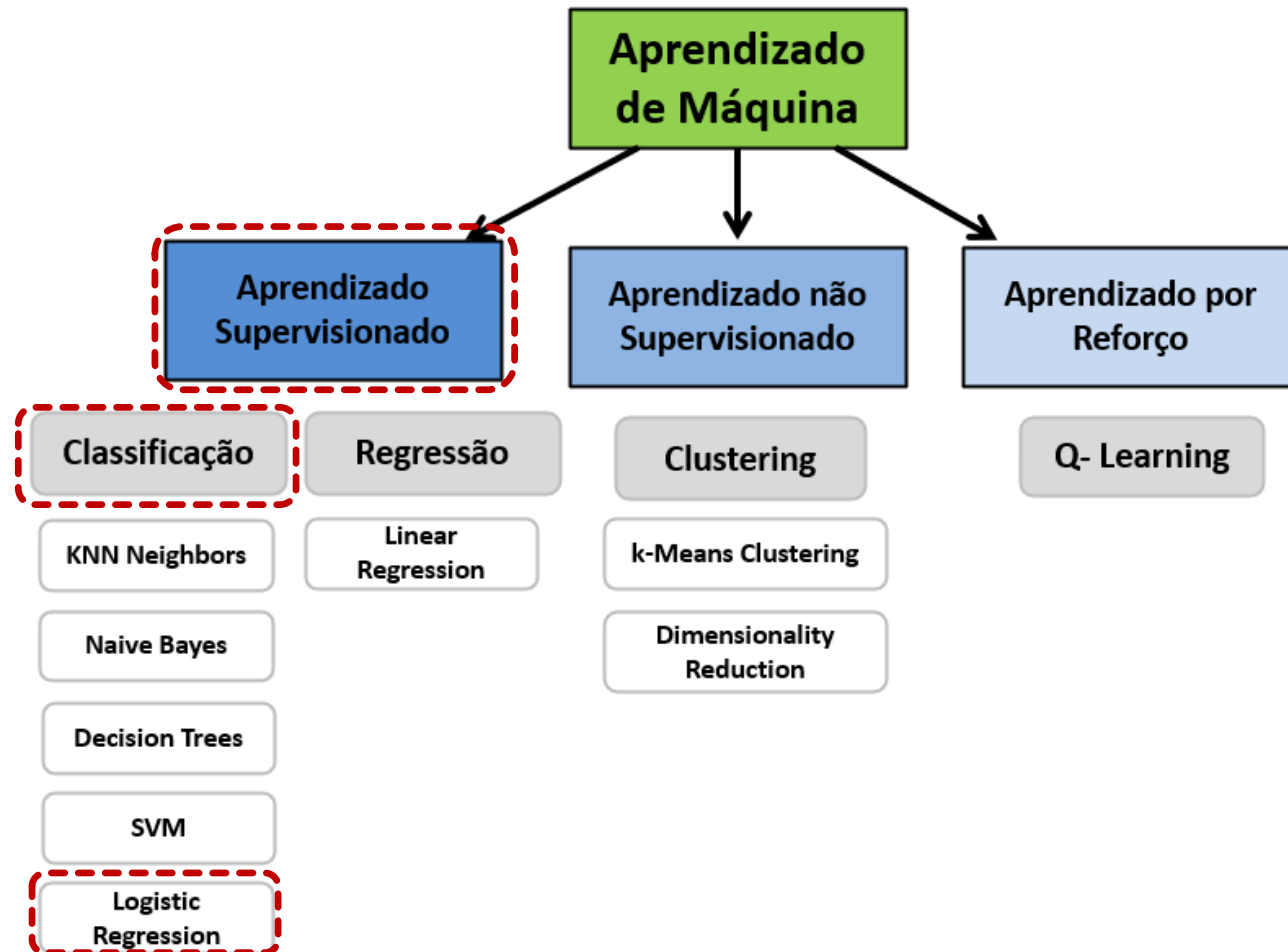 Aprendizado
de Máquina
Aprendizado
Supervisionado
Aprendizado não
Supervisionado
Aprendizado por
Reforço
Classificação
Regressão
Clustering
Q- Learning
KNN Neighbors
Naive Bayes
Decision Trees
SVM
Logistic
Regression
Linear
Regression
k-Means Clustering
Dimensionality
Reduction